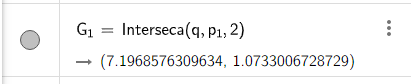 G₁ = Interseca(q, p₁, 2)
→ (7.1968576309634, 1.0733006728729)